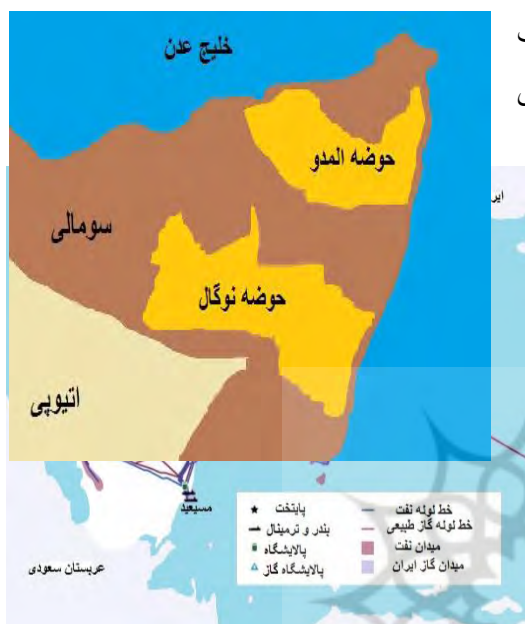 خلیج عدن
حوضه المدو
سومالی
حوضه نوگال
اتیوپی
مسیعید
عربستان سعودی
پایتخت
بندر و ترمینال
پالایشگاه
پالایشگاه گاز
خط لوله نفت
خط لوله گاز طبیعی
میدان نفت
میدان گاز ایران